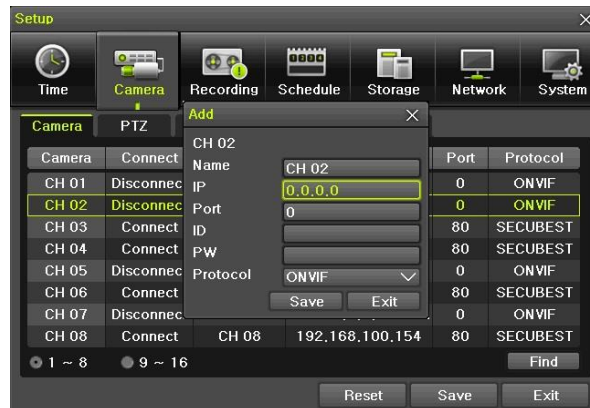 Setup
Time Camera Recording Schedule Storage Network System
Camera PTZ
Add
CH 02
Name CH 02
IP 0.0.0.0
Port 0
ID
PW
Protocol ONVIF
Save Exit
Camera Connect Port Protocol
CH 01 Disconnec 0 ONVIF
CH 02 Disconnec 0 ONVIF
CH 03 Connect 80 SECUBEST
CH 04 Connect 80 SECUBEST
CH 05 Disconnec 0 ONVIF
CH 06 Connect 80 SECUBEST
CH 07 Disconnec 0 ONVIF
CH 08 Connect CH 08 192.168.100.154 80 SECUBEST
1 ~ 8 9 ~ 16 Find
Reset Save Exit